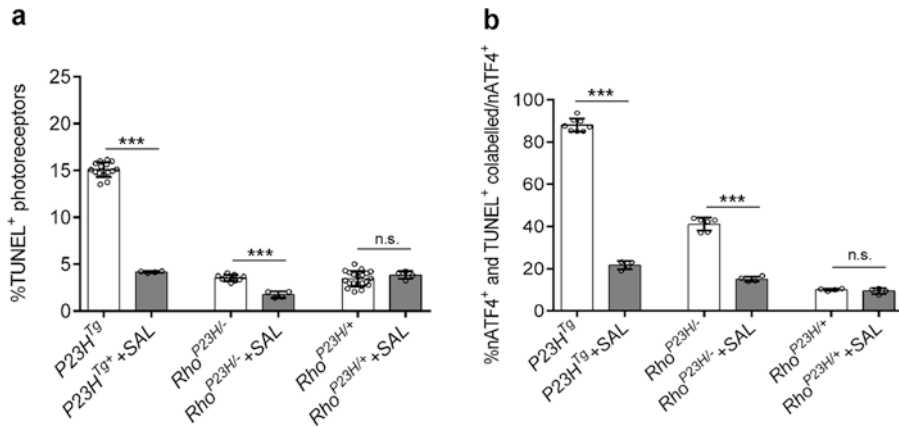 a
%TUNEL⁺ photoreceptors
25
20
15
10
5
0
***
***
n.s.
P23Hᵀᵍ
P23Hᵀᵍ⁺ +SAL
Rhoᴾ²³ᴴ/⁻
Rhoᴾ²³ᴴ/⁻ +SAL
Rhoᴾ²³ᴴ/⁺
Rhoᴾ²³ᴴ/⁺ +SAL
b
%nATF4⁺ and TUNEL⁺ colabelled/nATF4⁺
100
80
60
40
20
0
***
***
n.s.
P23Hᵀᵍ
P23Hᵀᵍ +SAL
Rhoᴾ²³ᴴ/⁻
Rhoᴾ²³ᴴ/⁻ +SAL
Rhoᴾ²³ᴴ/⁺
Rhoᴾ²³ᴴ/⁺ +SAL